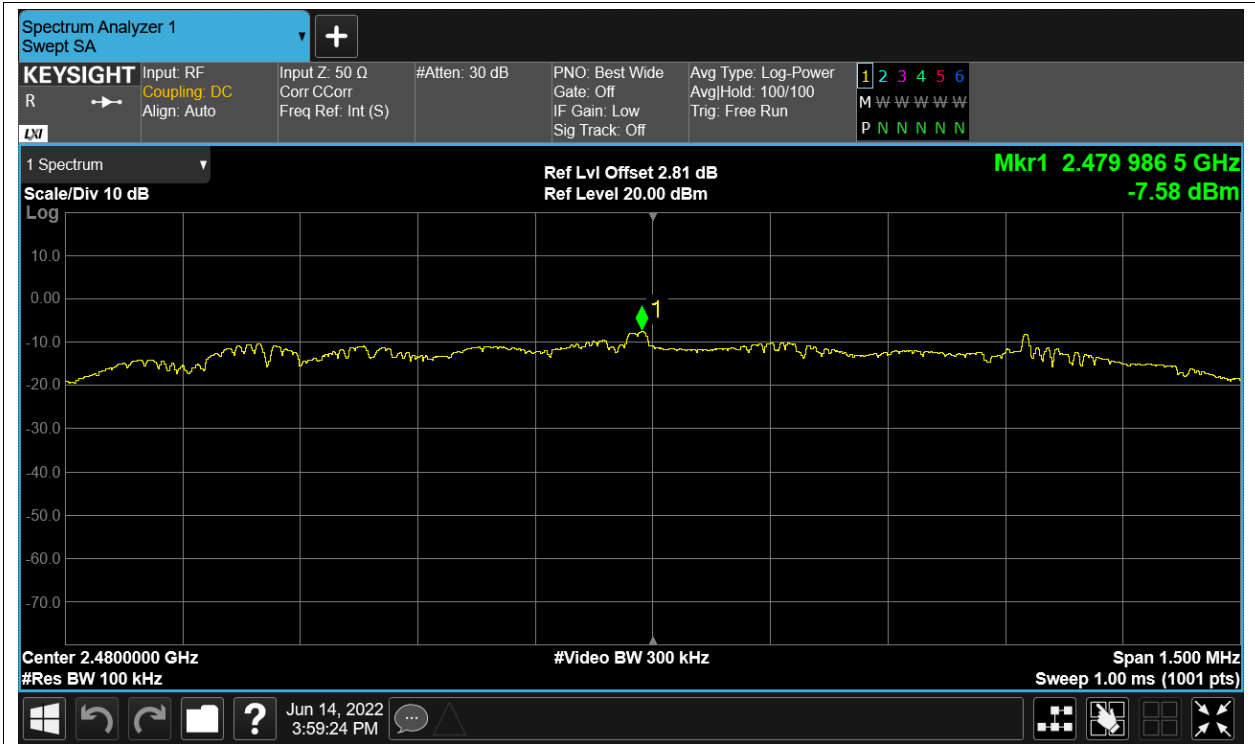 Spectrum Analyzer 1
Swept SA
KEYSIGHT
R
LXI
Input: RF
Coupling: DC
Align: Auto
Input Z: 50 Ω
Corr CCorr
Freq Ref: Int (S)
#Atten: 30 dB
PNO: Best Wide
Gate: Off
IF Gain: Low
Sig Track: Off
Avg Type: Log-Power
Avg|Hold: 100/100
Trig: Free Run
1 2 3 4 5 6
M W W W W W
P N N N N N
1 Spectrum
Scale/Div 10 dB
Log
Ref Lvl Offset 2.81 dB
Ref Level 20.00 dBm
Mkr1 2.479 986 5 GHz
-7.58 dBm
10.0
0.00
-10.0
-20.0
-30.0
-40.0
-50.0
-60.0
-70.0
1
Center 2.4800000 GHz
#Res BW 100 kHz
#Video BW 300 kHz
Span 1.500 MHz
Sweep 1.00 ms (1001 pts)
?
Jun 14, 2022
3:59:24 PM